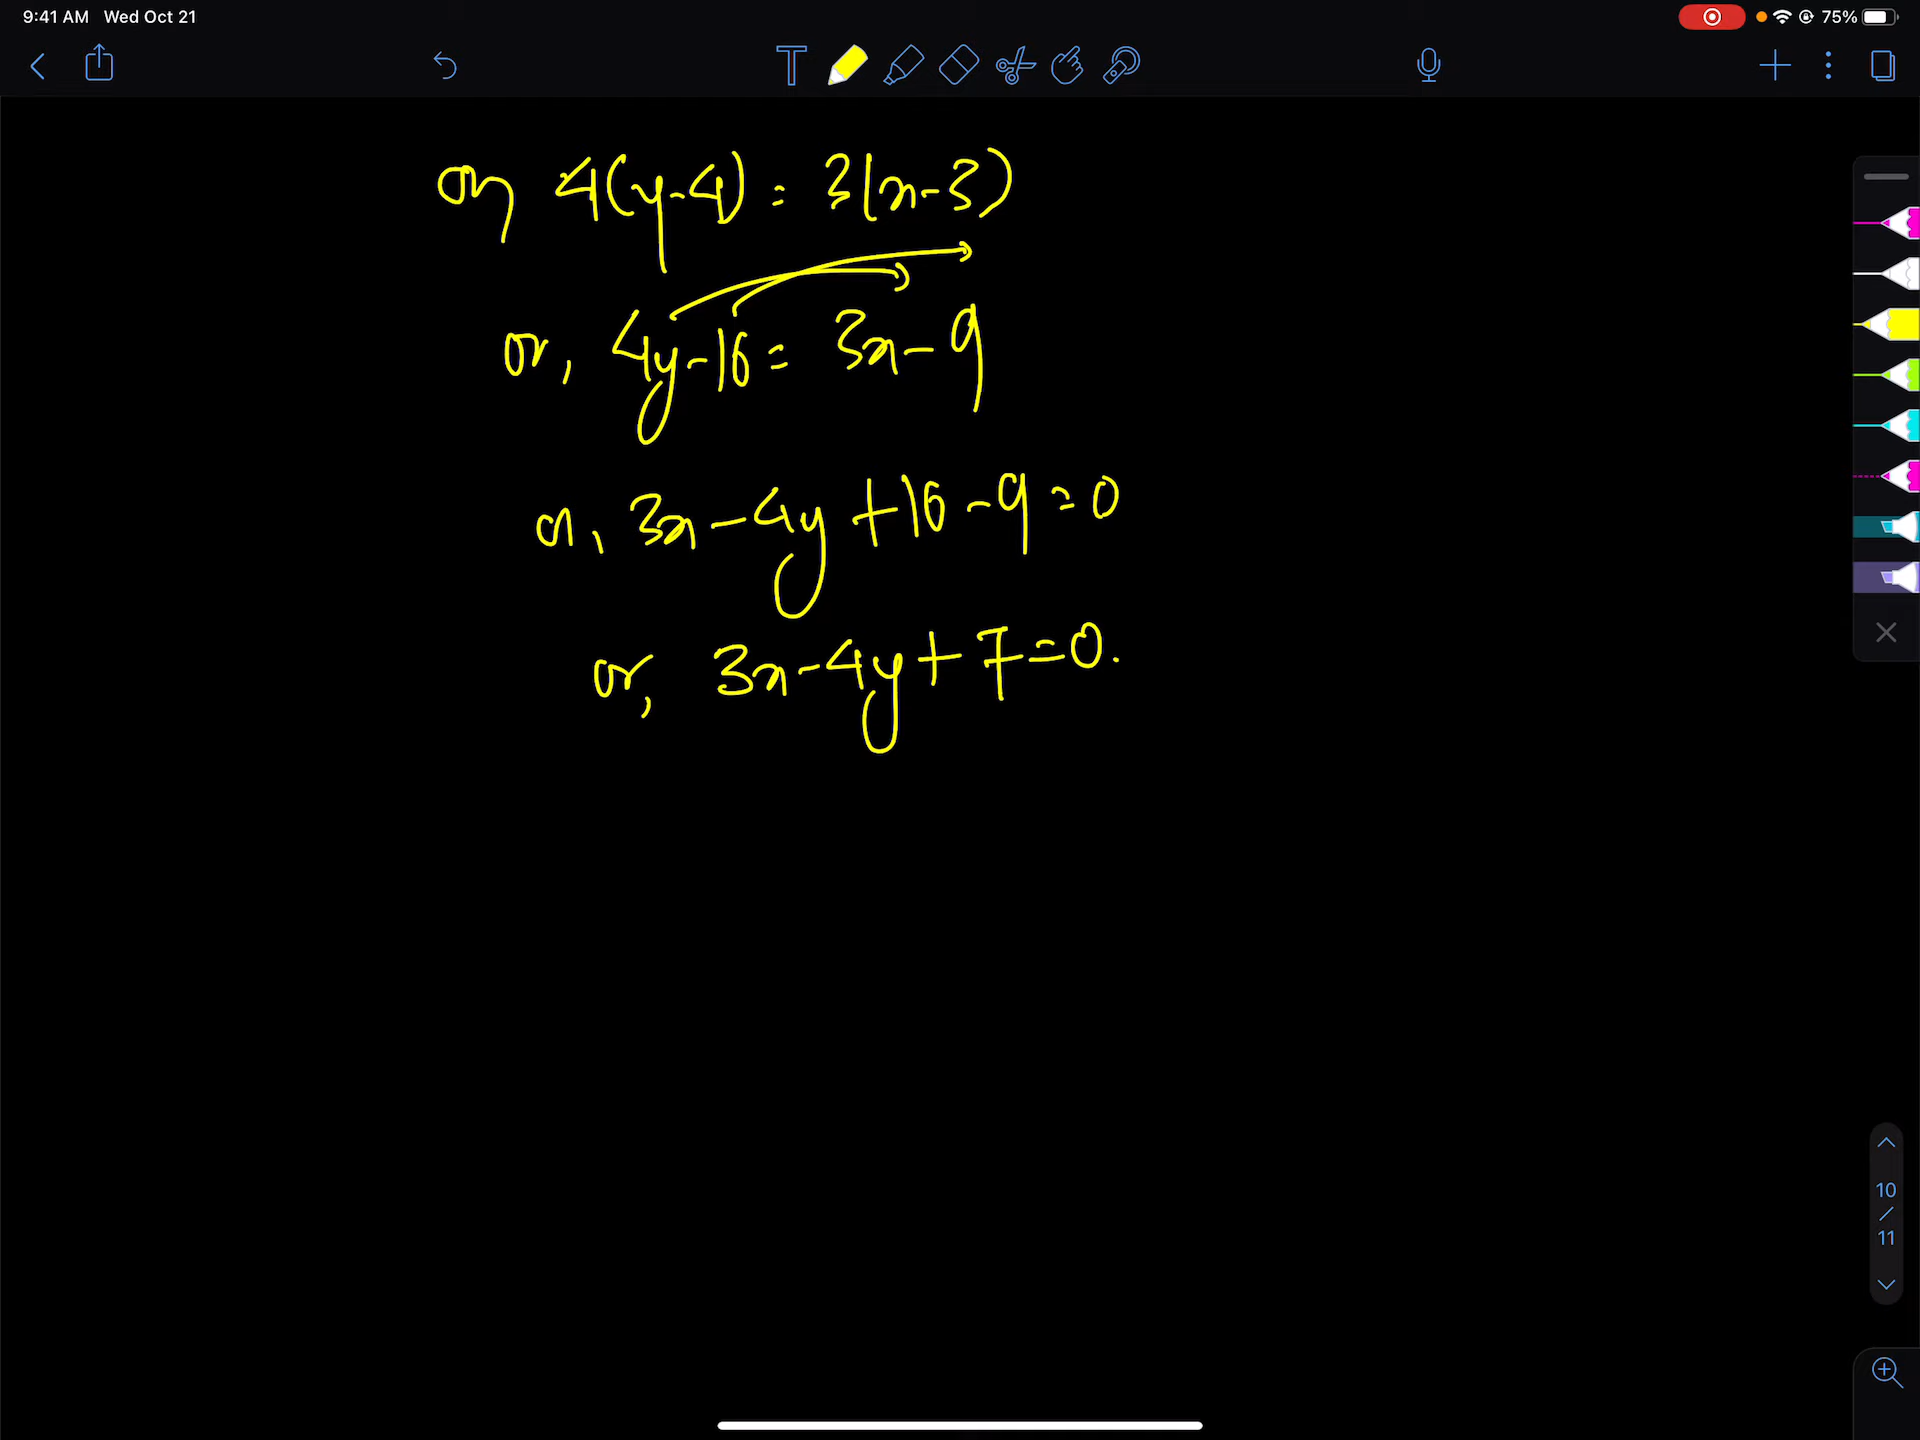 9:41 AM Wed Oct 21
75%
or, 4(y-4) = 3(x-3)
or, 4y-16 = 3x-9
or, 3x-4y+16-9=0
or, 3x-4y+7=0.
10
/
11